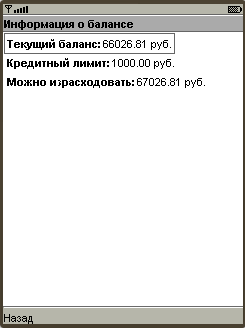 Информация о балансе
Текущий баланс: 66026.81 руб.
Кредитный лимит: 1000.00 руб.
Можно израсходовать: 67026.81 руб.
Назад